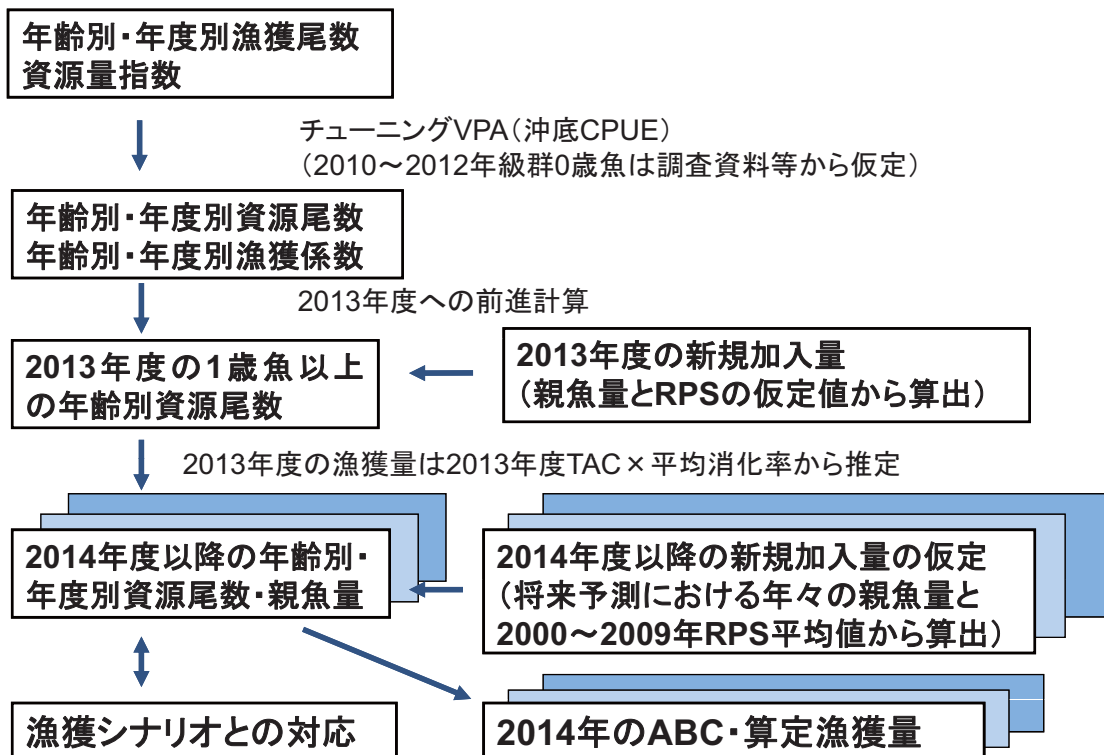 年齢別・年度別漁獲尾数
資源量指数
チューニングVPA（沖底CPUE）
（2010～2012年級群0歳魚は調査資料等から仮定）
年齢別・年度別資源尾数
年齢別・年度別漁獲係数
2013年度への前進計算
2013年度の1歳魚以上
の年齢別資源尾数
2013年度の新規加入量
（親魚量とRPSの仮定値から算出）
2013年度の漁獲量は2013年度TAC×平均消化率から推定
2014年度以降の年齢別・
年度別資源尾数・親魚量
2014年度以降の新規加入量の仮定
（将来予測における年々の親魚量と
2000～2009年RPS平均値から算出）
漁獲シナリオとの対応
2014年のABC・算定漁獲量